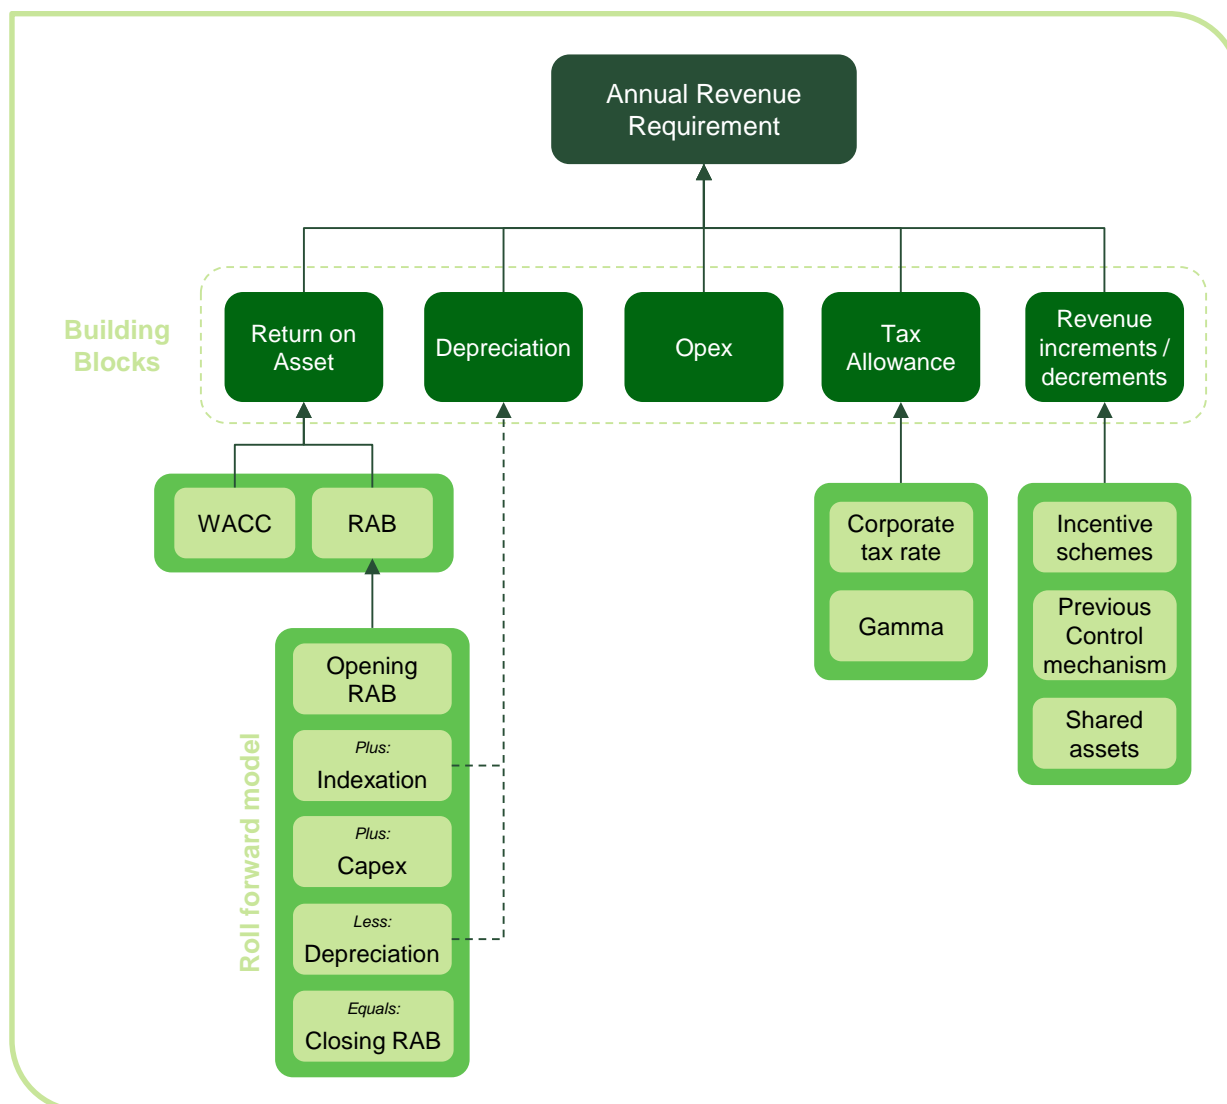 Annual Revenue
Requirement
Building
Blocks
Return on
Asset
Depreciation
Opex
Tax
Allowance
Revenue
increments /
decrements
WACC
RAB
Corporate
tax rate
Gamma
Incentive
schemes
Previous
Control
mechanism
Shared
assets
Roll forward model
Opening
RAB
Plus:
Indexation
Plus:
Capex
Less:
Depreciation
Equals:
Closing RAB